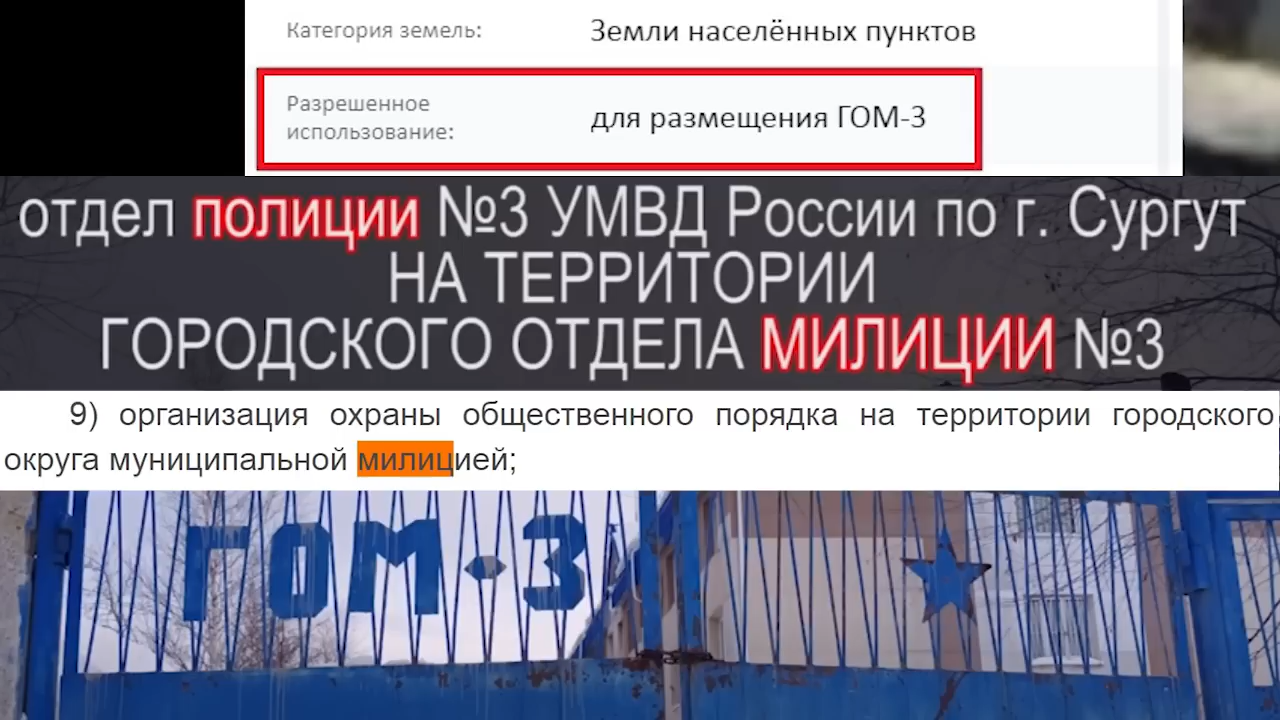 Категория земель: Земли населённых пунктов
Разрешенное
использование: для размещения ГОМ-3
отдел полиции №3 УМВД России по г. Сургут
НА ТЕРРИТОРИИ
ГОРОДСКОГО ОТДЕЛА МИЛИЦИИ №3
9) организация охраны общественного порядка на территории городского
округа муниципальной милицией;
ГОМ-3